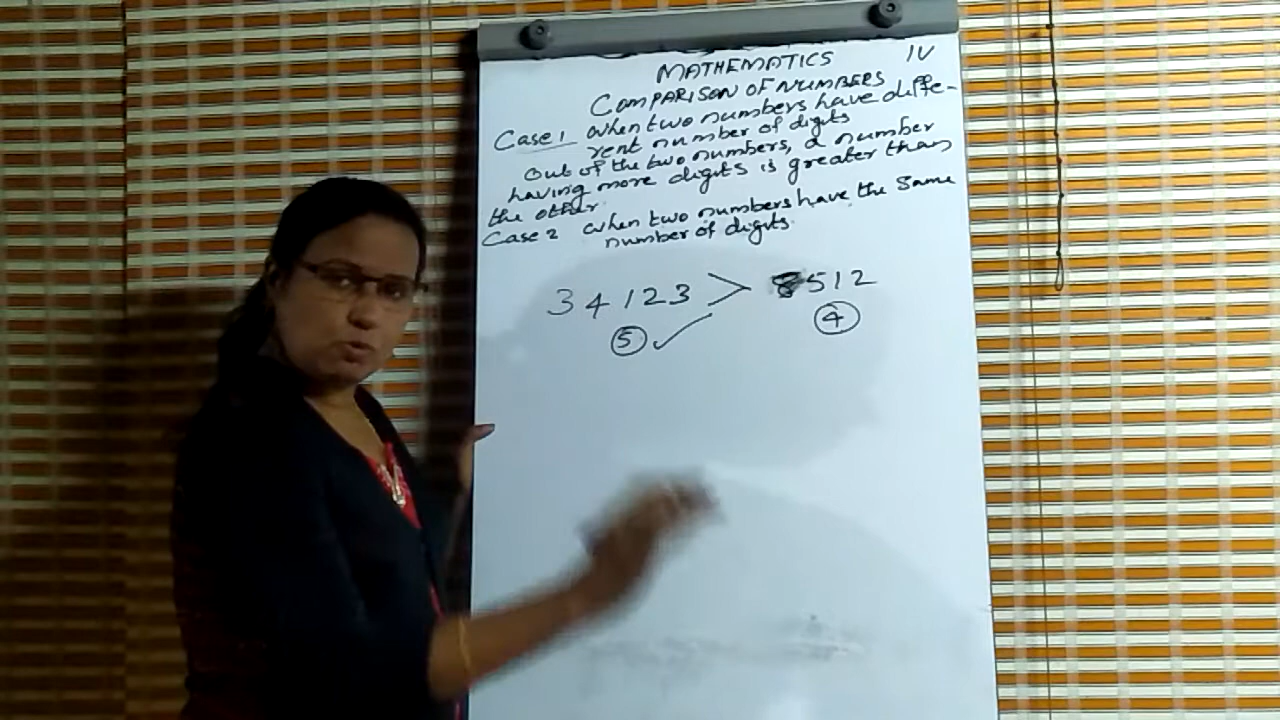 MATHEMATICS IV
COMPARISON OF NUMBERS
Case 1 When two numbers have diffe-
rent number of digits
Out of the two numbers, a number
having more digits is greater than
the other.
Case 2 When two numbers have the same
number of digits.
34123 > 8512
5 ✓ 4